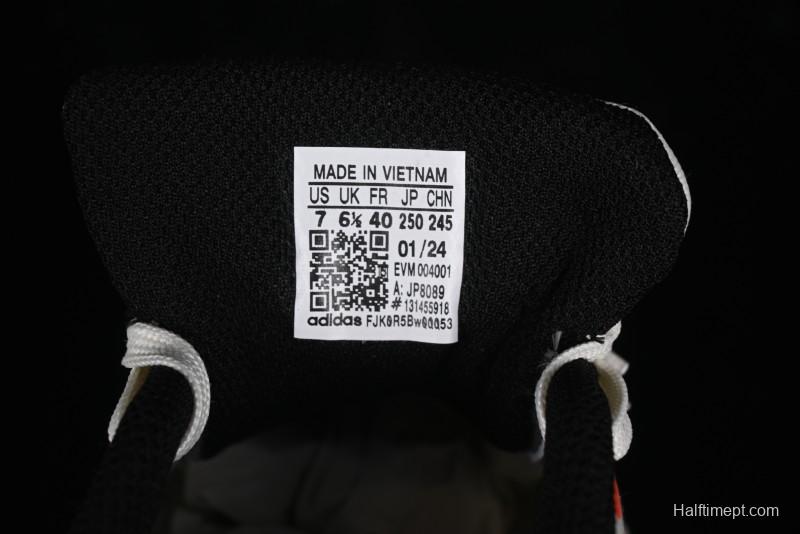 MADE IN VIETNAM
US UK FR JP CHN
7 6½ 40 250 245
01/24
EVM 004001
A: JP8089
# 131455918
adidas FJK0R5Bw00053
Halftimept.com